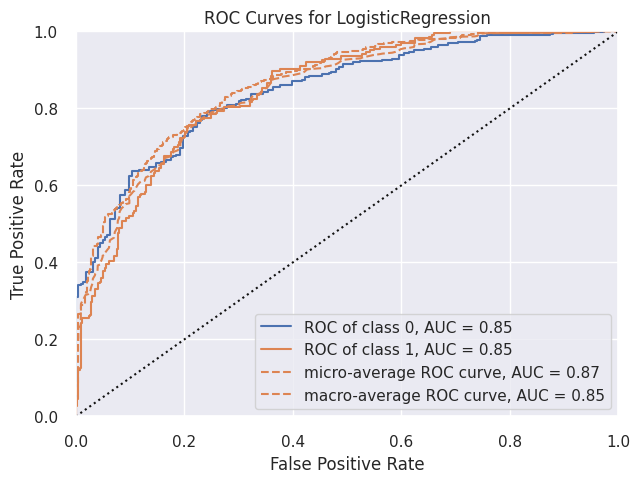 ROC Curves for LogisticRegression
True Positive Rate
1.0
0.8
0.6
0.4
0.2
0.0
ROC of class 0, AUC = 0.85
ROC of class 1, AUC = 0.85
micro-average ROC curve, AUC = 0.87
macro-average ROC curve, AUC = 0.85
0.0 0.2 0.4 0.6 0.8 1.0
False Positive Rate